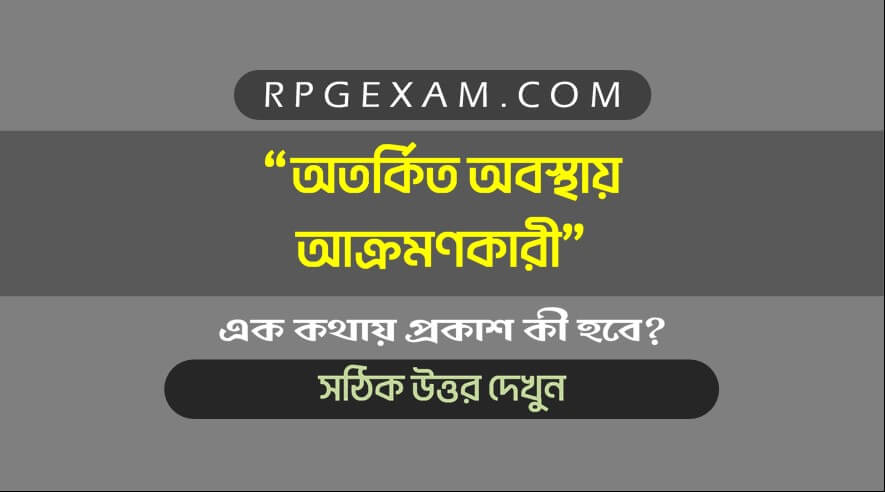 RPGEXAM.COM
“অতর্কিত অবস্থায়
আক্রমণকারী”
এক কথায় প্রকাশ কী হবে?
সঠিক উত্তর দেখুন